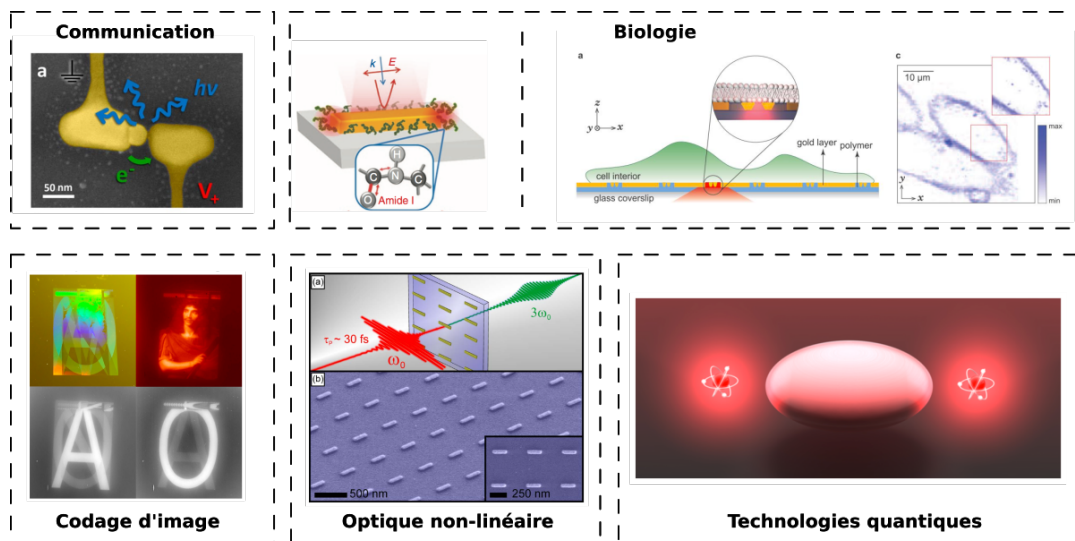 Communication
a
hν
e-
50 nm
V+
k
E
H
C
N
C
O
Amide I
Biologie
a
z
y
x
gold layer
polymer
cell interior
glass coverslip
c
10 μm
max
min
y
x
A
O
Codage d'image
(a)
3ω₀
τₚ~ 30 fs
ω₀
(b)
500 nm
250 nm
Optique non-linéaire
Technologies quantiques